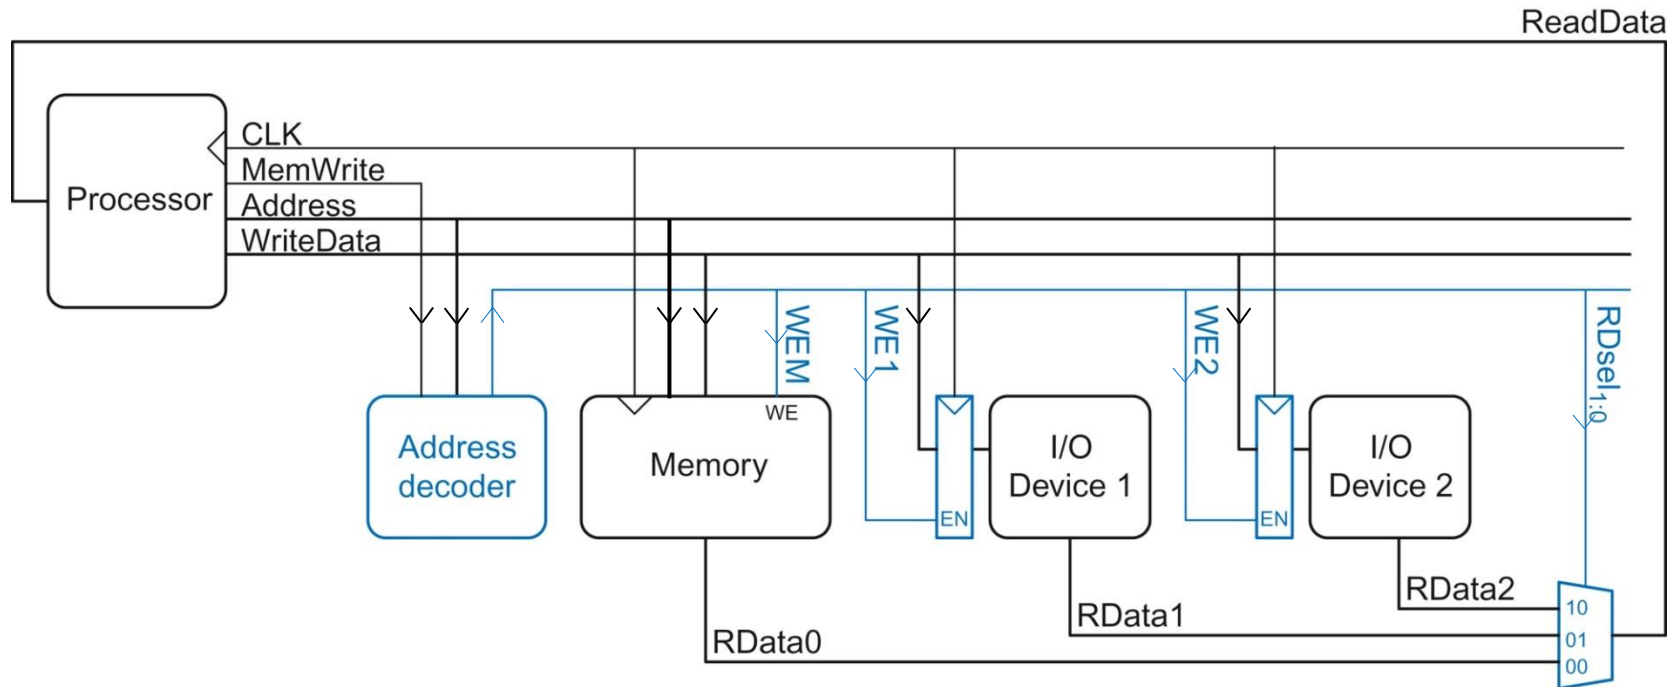 ReadData
CLK
MemWrite
Processor
Address
WriteData
WEM
WE1
WE2
RDsel1:0
WE
Address
decoder
Memory
I/O
Device 1
I/O
Device 2
EN
EN
RData2
10
RData1
01
RData0
00